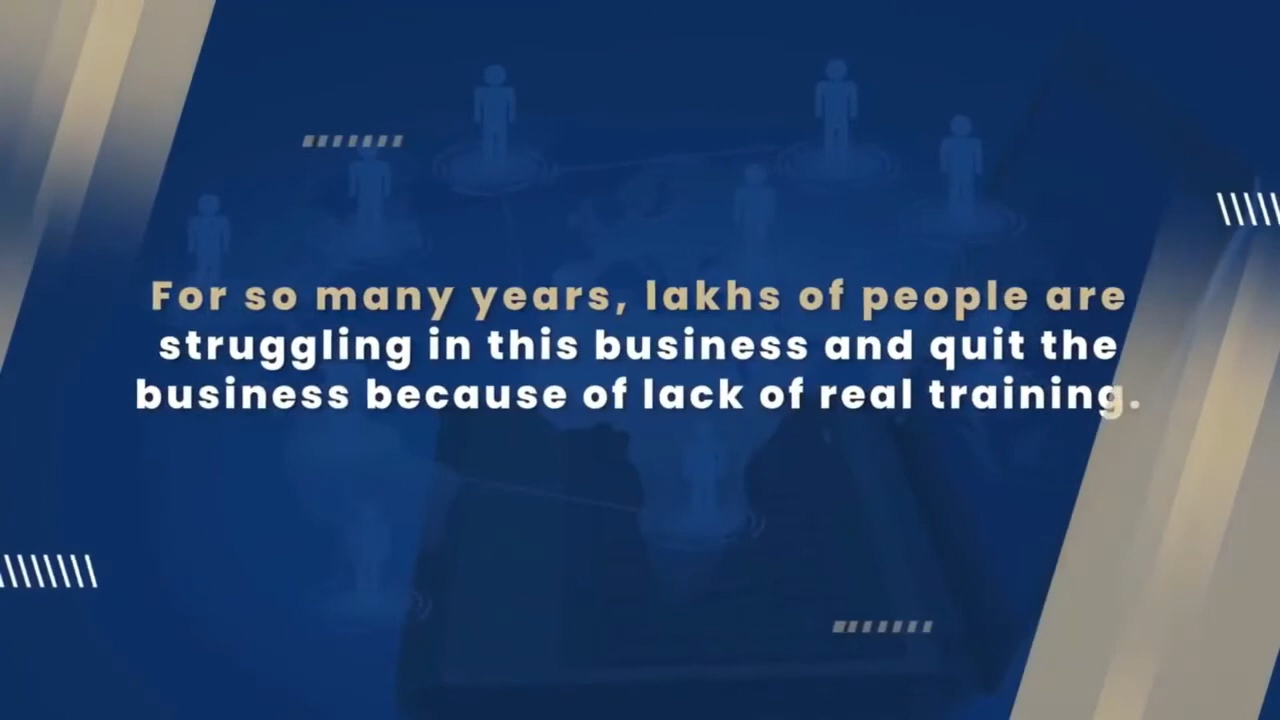 For so many years, lakhs of people are
struggling in this business and quit the
business because of lack of real training.